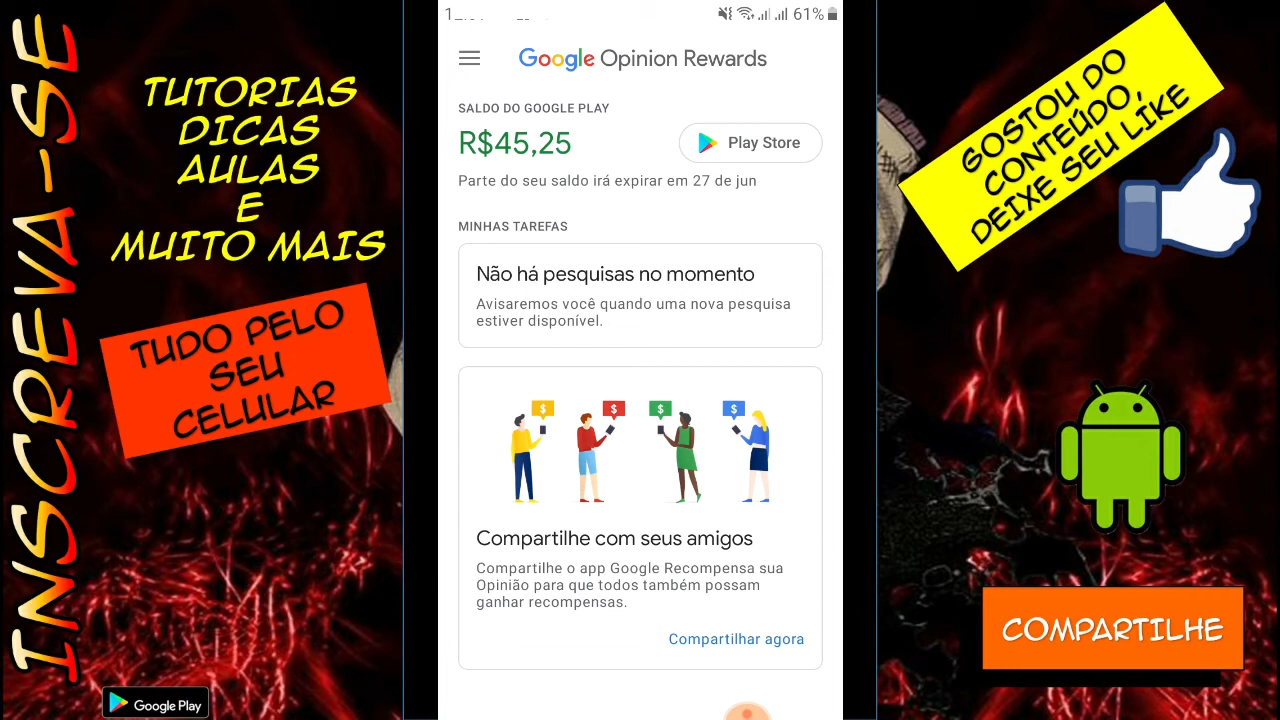 INSCREVA-SE
TUTORIAS
DICAS
AULAS
E
MUITO MAIS
TUDO PELO
SEU
CELULAR
Google Play
61%
Google Opinion Rewards
SALDO DO GOOGLE PLAY
R$45,25
Play Store
Parte do seu saldo irá expirar em 27 de jun
MINHAS TAREFAS
Não há pesquisas no momento
Avisaremos você quando uma nova pesquisa
estiver disponível.
$ $ $ $
Compartilhe com seus amigos
Compartilhe o app Google Recompensa sua
Opinião para que todos também possam
ganhar recompensas.
Compartilhar agora
GOSTOU DO
CONTEÚDO,
DEIXE SEU LIKE
COMPARTILHE